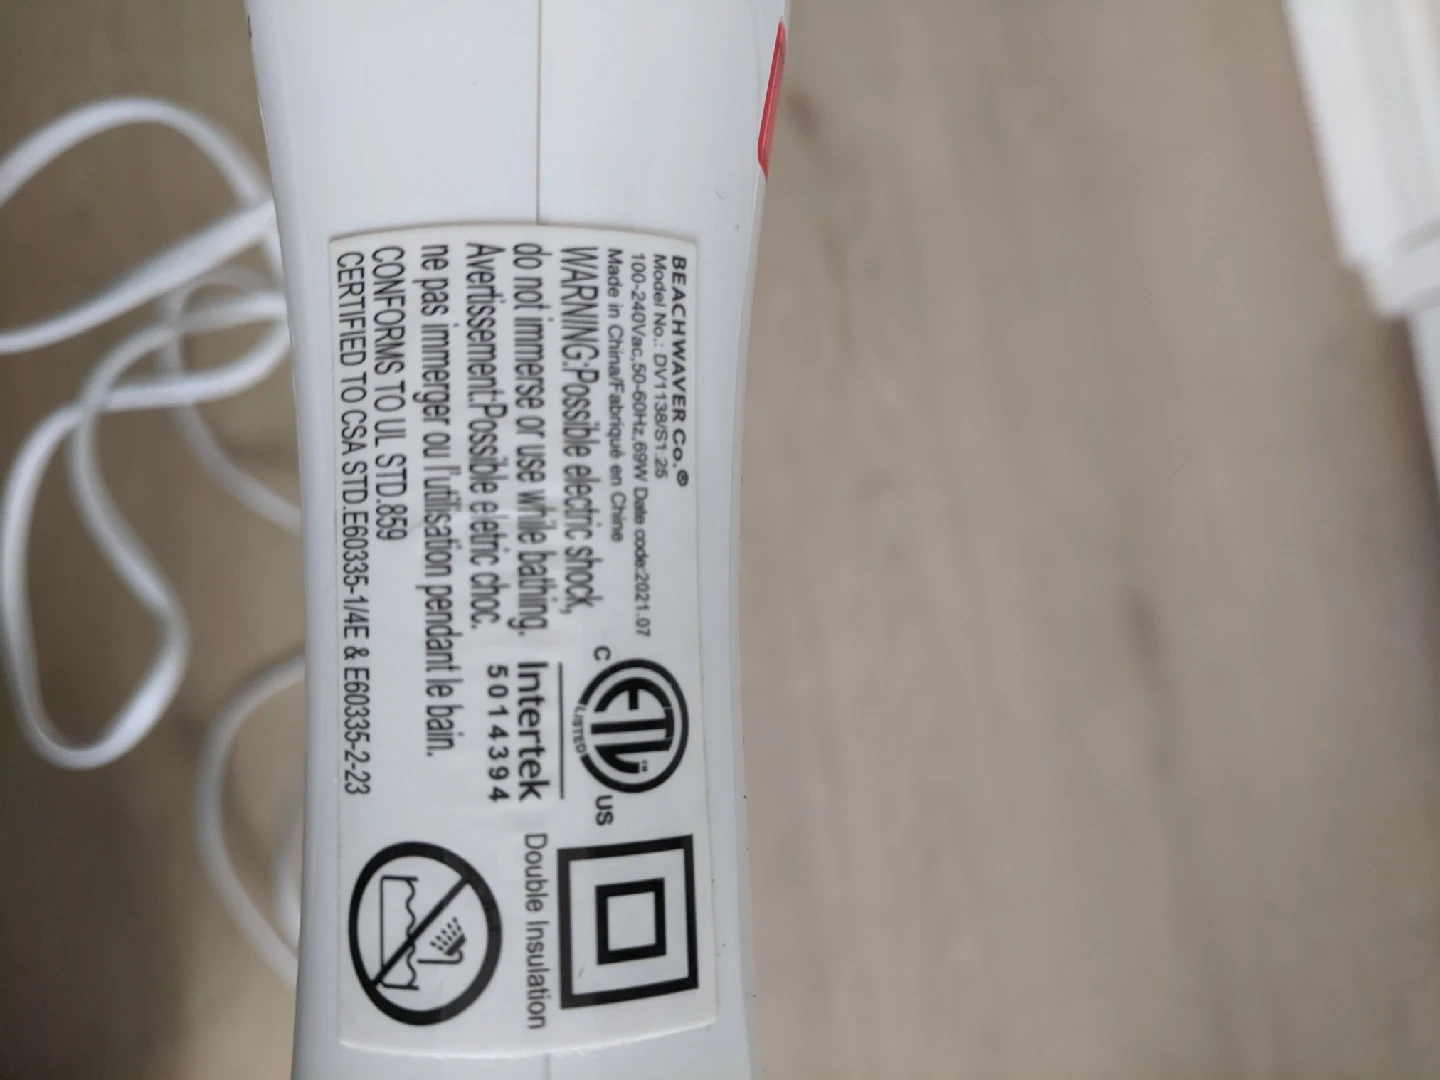 BEACHWAVER Co.®
Model No.: DV1138/S1.25
100-240Vac,50-60Hz,69W Date code:2021.07
Made in China/Fabriqué en Chine
WARNING:Possible electric shock,
do not immerse or use while bathing.
Avertissement:Possible eletric choc.
ne pas immerger ou l'utilisation pendant le bain.
CONFORMS TO UL STD.859
CERTIFIED TO CSA STD.E60335-1/4E & E60335-2-23
C
ETL
LISTED
US
Intertek
5014394
Double Insulation